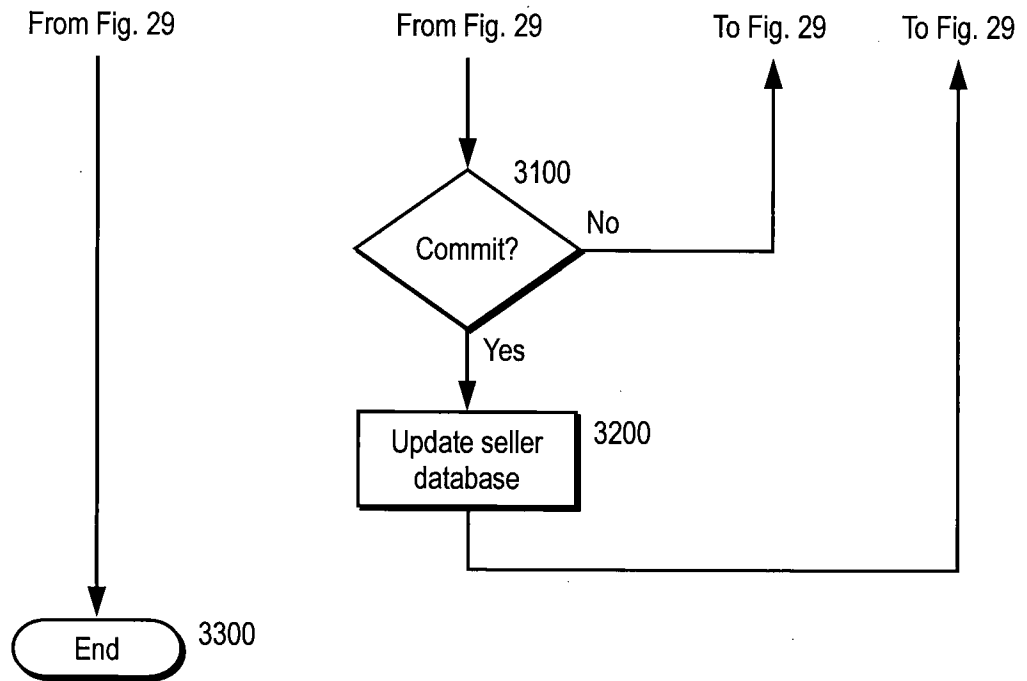 From Fig. 29
From Fig. 29
To Fig. 29
To Fig. 29
3100
Commit?
No
Yes
Update seller
database
3200
End
3300